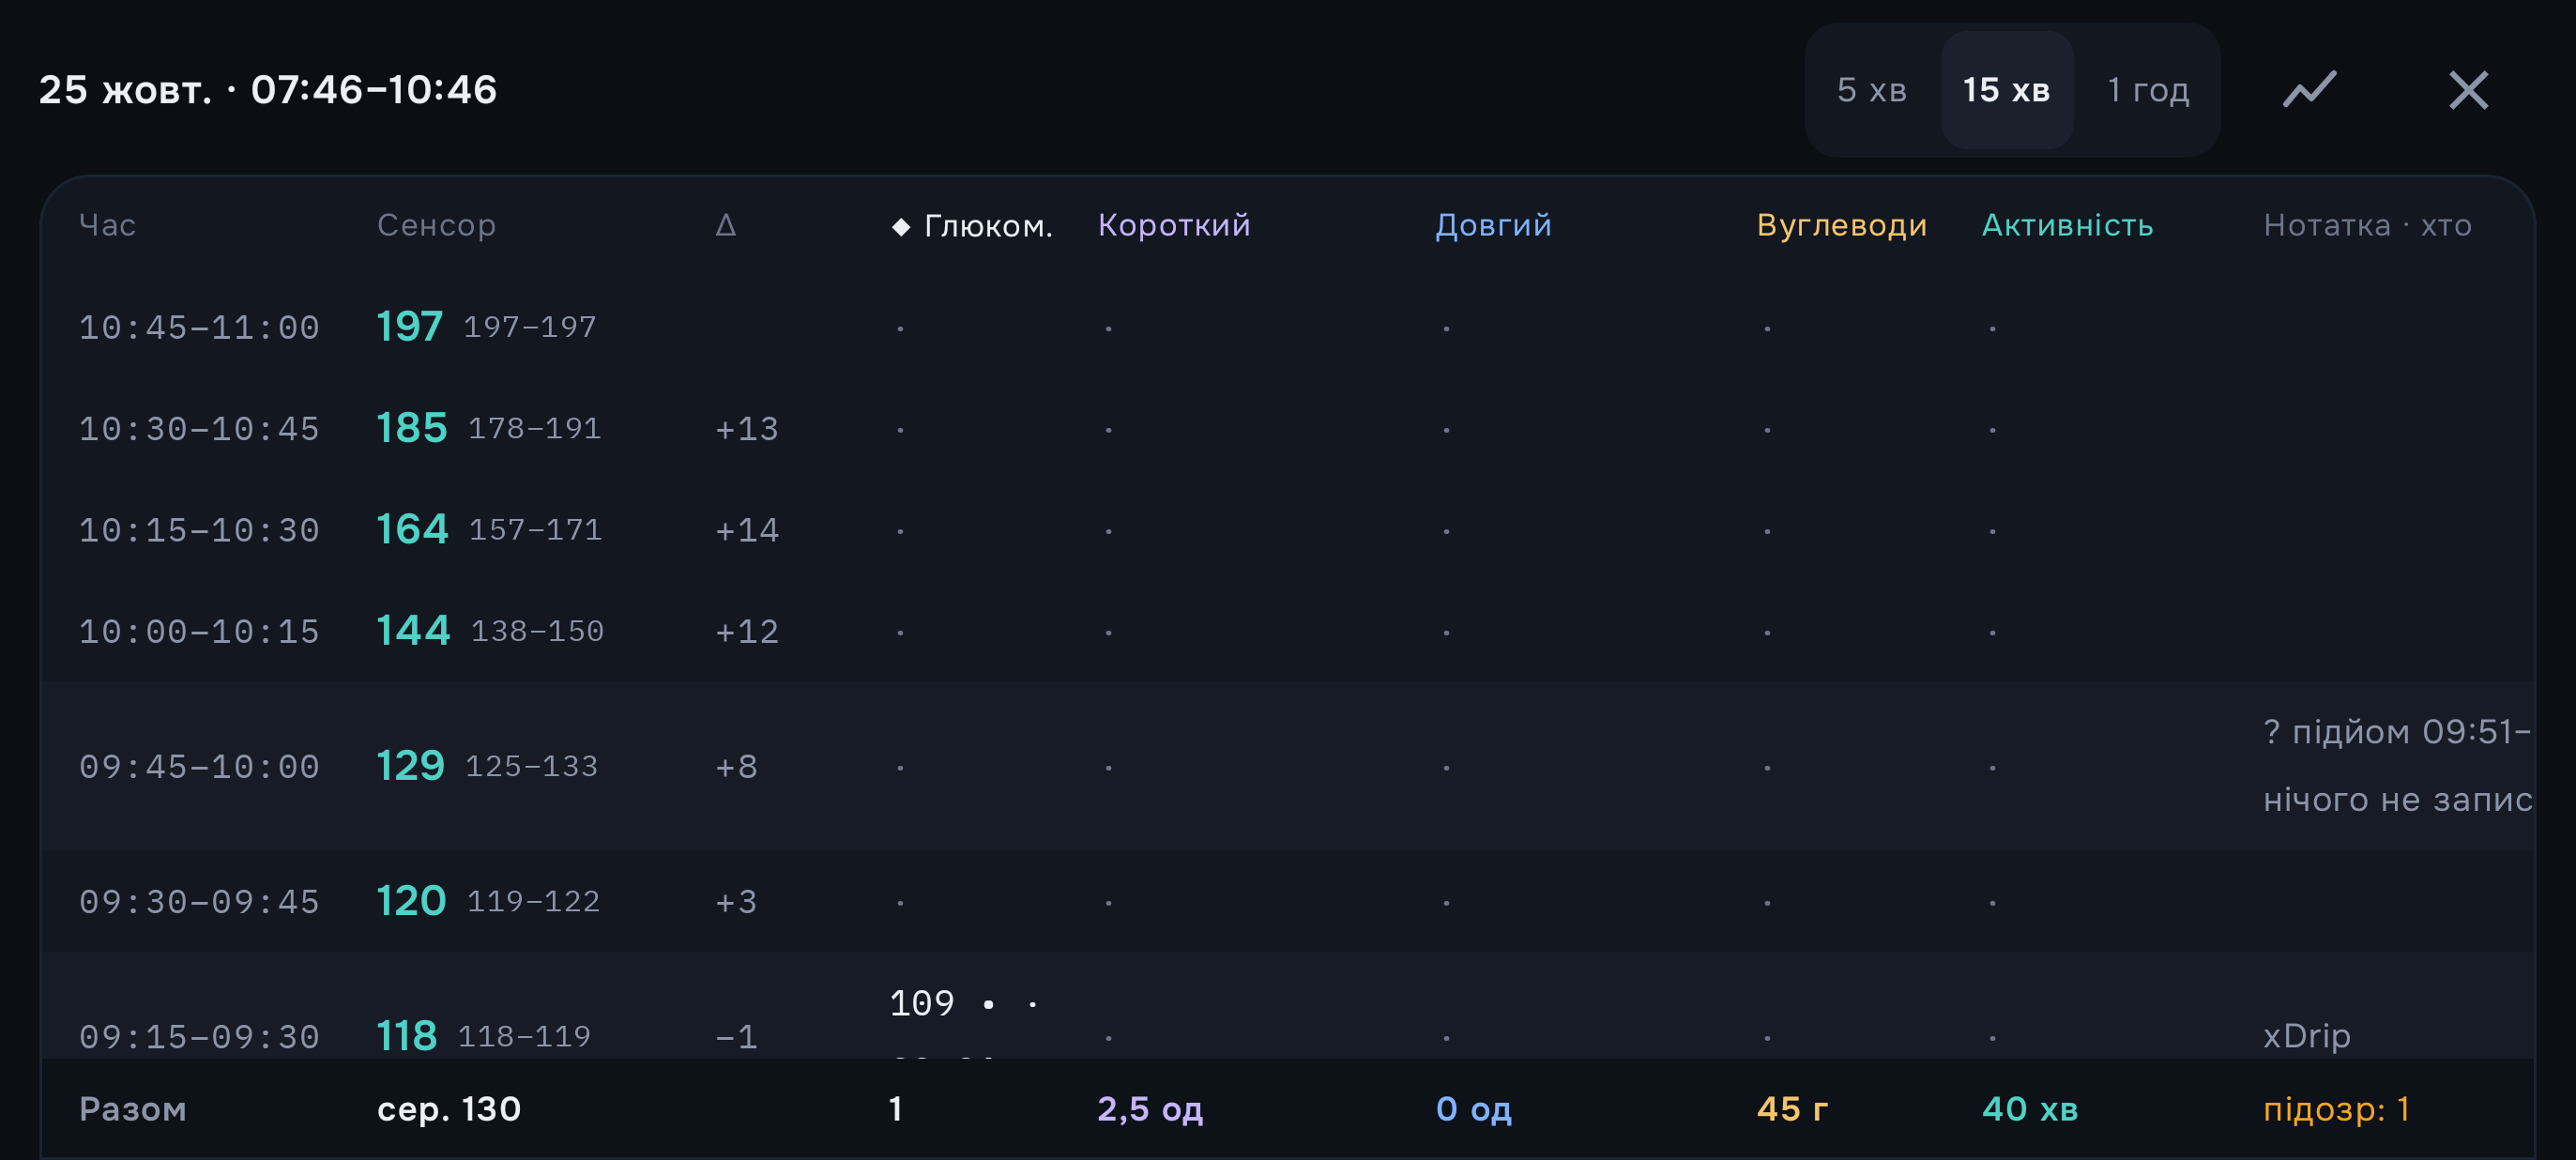 25 жовт. · 07:46–10:46 5 хв 15 хв 1 год
Час Сенсор Δ ◆ Глюком. Короткий Довгий Вуглеводи Активність Нотатка · хто
10:45–11:00 197 197–197 · · · · ·
10:30–10:45 185 178–191 +13 · · · · ·
10:15–10:30 164 157–171 +14 · · · · ·
10:00–10:15 144 138–150 +12 · · · · ·
? підйом 09:51–
09:45–10:00 129 125–133 +8 · · · · ·
нічого не запис
09:30–09:45 120 119–122 +3 · · · · ·
109 • ·
09:15–09:30 118 118–119 −1 · · · · xDrip
Разом сер. 130 1 2,5 од 0 од 45 г 40 хв підозр: 1